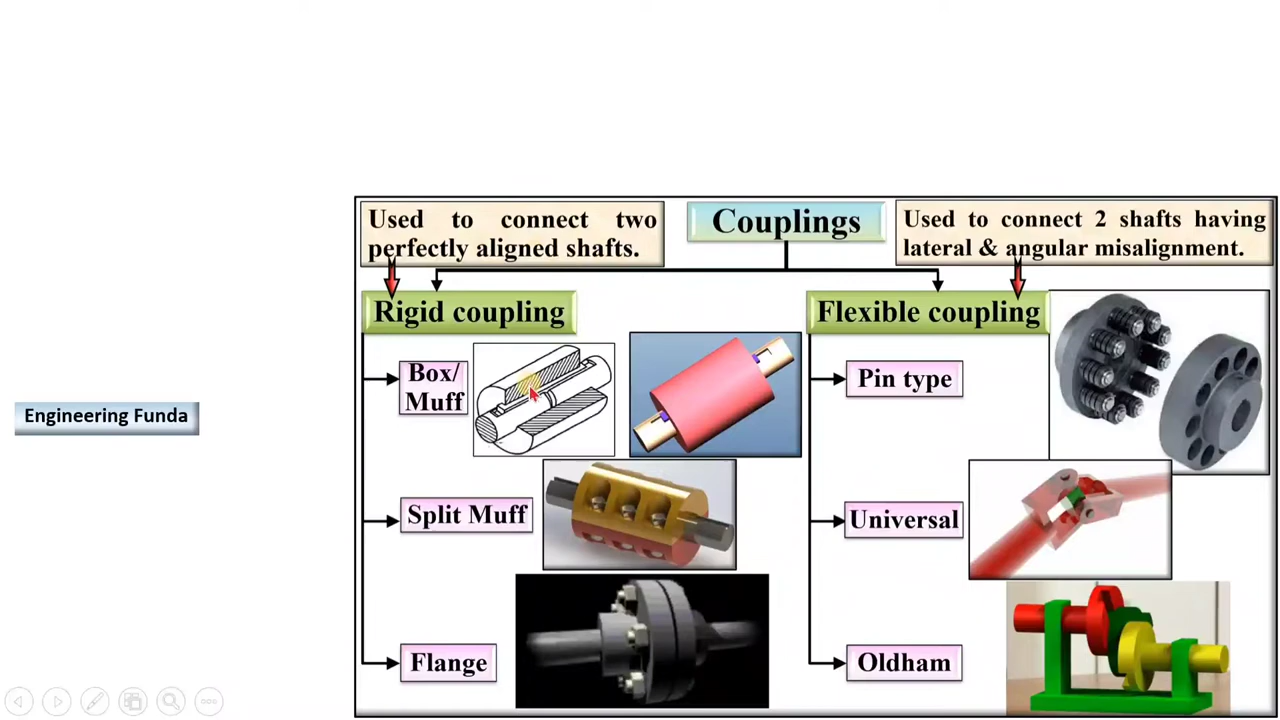 Used to connect two
perfectly aligned shafts.
Couplings
Used to connect 2 shafts having
lateral & angular misalignment.
Rigid coupling
Flexible coupling
Box/
Muff
Pin type
Engineering Funda
Split Muff
Universal
Flange
Oldham